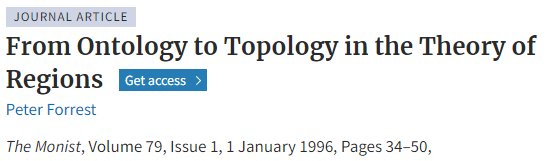 JOURNAL ARTICLE
From Ontology to Topology in the Theory of
Regions Get access >
Peter Forrest
The Monist, Volume 79, Issue 1, 1 January 1996, Pages 34–50,